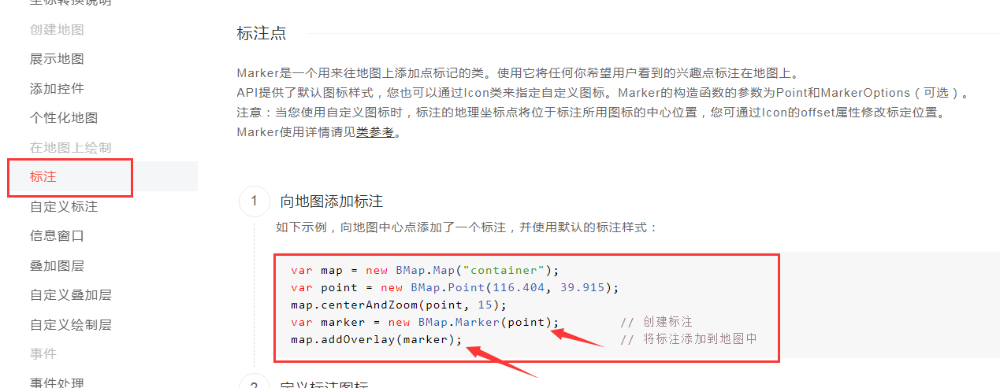 坐标转换说明
创建地图
展示地图
添加控件
个性化地图
在地图上绘制
标注
自定义标注
信息窗口
叠加图层
自定义叠加层
自定义绘制层
事件
事件处理
标注点
Marker是一个用来往地图上添加点标记的类。使用它将任何你希望用户看到的兴趣点标注在地图上。
API提供了默认图标样式，您也可以通过Icon类来指定自定义图标。Marker的构造函数的参数为Point和MarkerOptions（可选）。
注意：当您使用自定义图标时，标注的地理坐标点将位于标注所用图标的中心位置，您可通过Icon的offset属性修改标定位置。
Marker使用详情请见类参考。
1 向地图添加标注
如下示例，向地图中心点添加了一个标注，并使用默认的标注样式：
var map = new BMap.Map("container");
var point = new BMap.Point(116.404, 39.915);
map.centerAndZoom(point, 15);
var marker = new BMap.Marker(point); // 创建标注
map.addOverlay(marker); // 将标注添加到地图中
2 定义标注图标